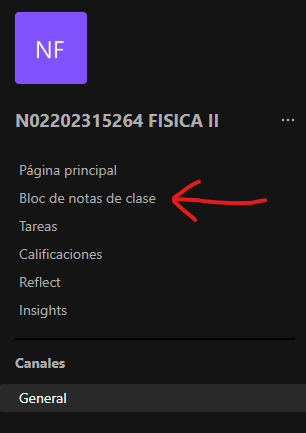 NF
N02202315264 FISICA II
Página principal
Bloc de notas de clase
Tareas
Calificaciones
Reflect
Insights
Canales
General